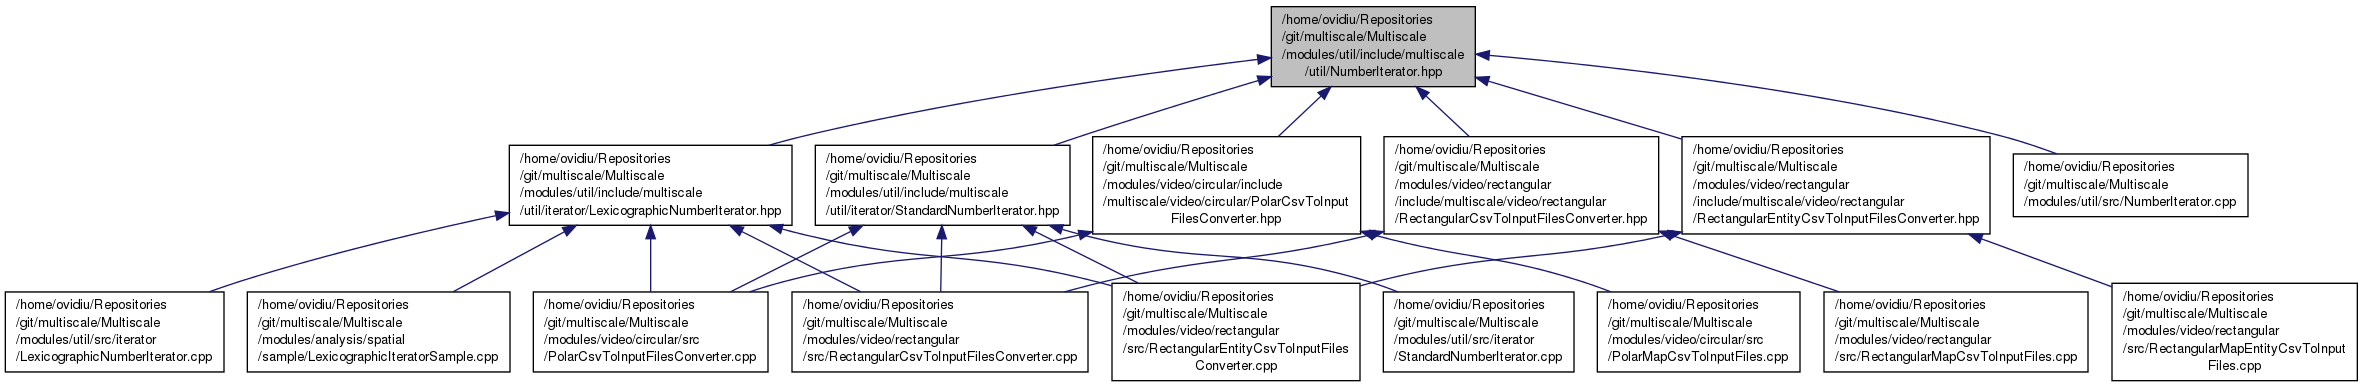 /home/ovidiu/Repositories
/git/multiscale/Multiscale
/modules/util/include/multiscale
/util/NumberIterator.hpp
/home/ovidiu/Repositories
/git/multiscale/Multiscale
/modules/util/include/multiscale
/util/iterator/LexicographicNumberIterator.hpp
/home/ovidiu/Repositories
/git/multiscale/Multiscale
/modules/util/include/multiscale
/util/iterator/StandardNumberIterator.hpp
/home/ovidiu/Repositories
/git/multiscale/Multiscale
/modules/video/circular/include
/multiscale/video/circular/PolarCsvToInput
FilesConverter.hpp
/home/ovidiu/Repositories
/git/multiscale/Multiscale
/modules/video/rectangular
/include/multiscale/video/rectangular
/RectangularCsvToInputFilesConverter.hpp
/home/ovidiu/Repositories
/git/multiscale/Multiscale
/modules/video/rectangular
/include/multiscale/video/rectangular
/RectangularEntityCsvToInputFilesConverter.hpp
/home/ovidiu/Repositories
/git/multiscale/Multiscale
/modules/util/src/NumberIterator.cpp
/home/ovidiu/Repositories
/git/multiscale/Multiscale
/modules/util/src/iterator
/LexicographicNumberIterator.cpp
/home/ovidiu/Repositories
/git/multiscale/Multiscale
/modules/analysis/spatial
/sample/LexicographicIteratorSample.cpp
/home/ovidiu/Repositories
/git/multiscale/Multiscale
/modules/video/circular/src
/PolarCsvToInputFilesConverter.cpp
/home/ovidiu/Repositories
/git/multiscale/Multiscale
/modules/video/rectangular
/src/RectangularCsvToInputFilesConverter.cpp
/home/ovidiu/Repositories
/git/multiscale/Multiscale
/modules/video/rectangular
/src/RectangularEntityCsvToInputFiles
Converter.cpp
/home/ovidiu/Repositories
/git/multiscale/Multiscale
/modules/util/src/iterator
/StandardNumberIterator.cpp
/home/ovidiu/Repositories
/git/multiscale/Multiscale
/modules/video/circular/src
/PolarMapCsvToInputFiles.cpp
/home/ovidiu/Repositories
/git/multiscale/Multiscale
/modules/video/rectangular
/src/RectangularMapCsvToInputFiles.cpp
/home/ovidiu/Repositories
/git/multiscale/Multiscale
/modules/video/rectangular
/src/RectangularMapEntityCsvToInput
Files.cpp